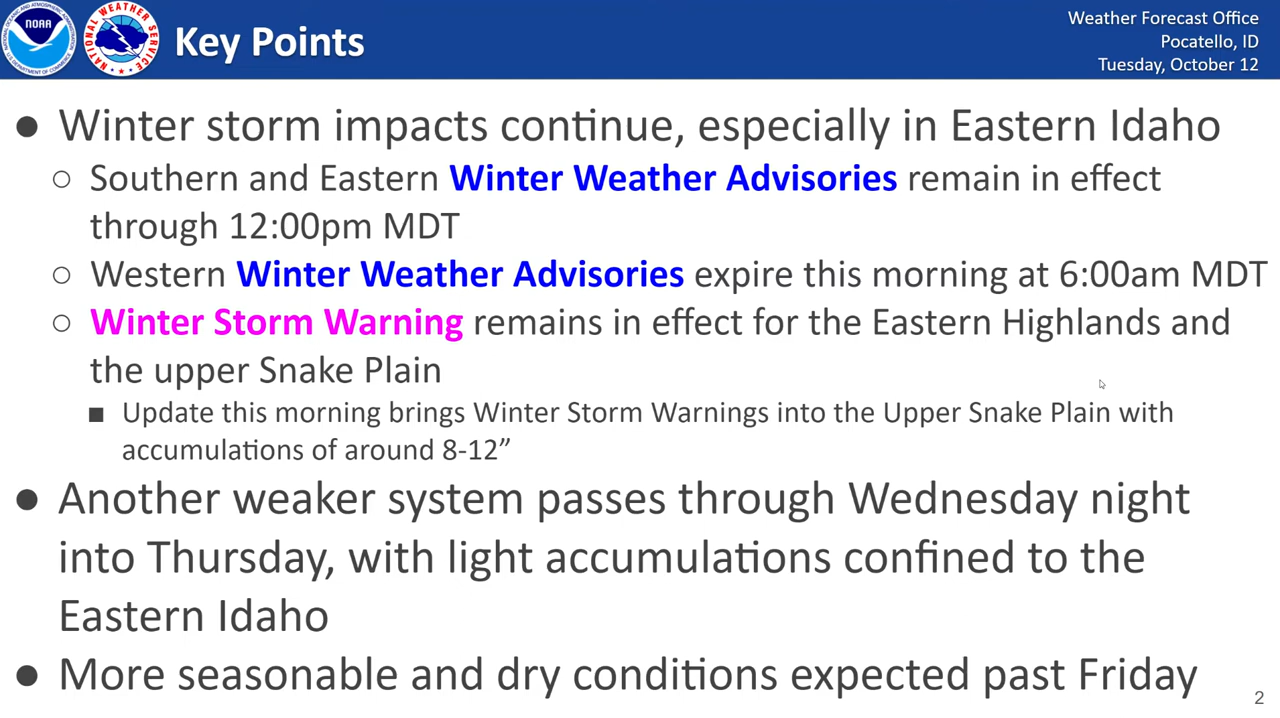 NOAA
NATIONAL WEATHER SERVICE
Key Points
Weather Forecast Office
Pocatello, ID
Tuesday, October 12
● Winter storm impacts continue, especially in Eastern Idaho
○ Southern and Eastern Winter Weather Advisories remain in effect
through 12:00pm MDT
○ Western Winter Weather Advisories expire this morning at 6:00am MDT
○ Winter Storm Warning remains in effect for the Eastern Highlands and
the upper Snake Plain
■ Update this morning brings Winter Storm Warnings into the Upper Snake Plain with
accumulations of around 8-12”
● Another weaker system passes through Wednesday night
into Thursday, with light accumulations confined to the
Eastern Idaho
● More seasonable and dry conditions expected past Friday
2